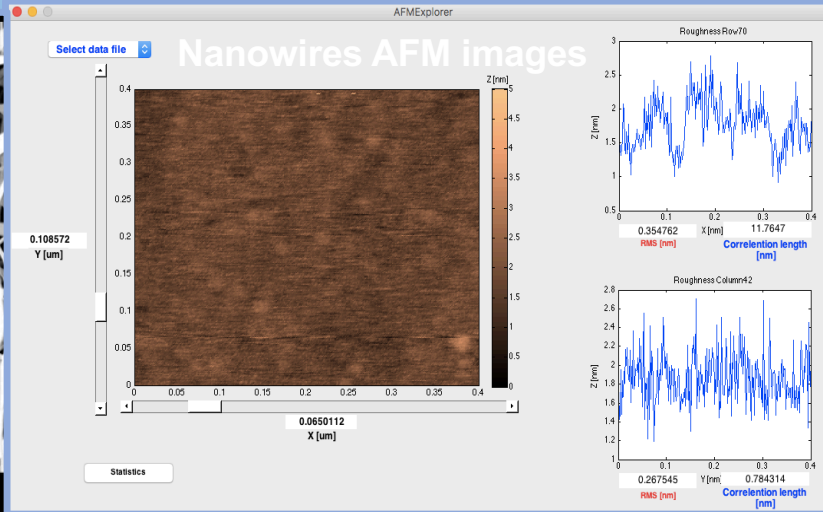 AFMExplorer
Select data file
Nanowires AFM images
Z [nm]
0.4
0.35
0.3
0.25
0.2
0.15
0.1
0.05
0
0 0.05 0.1 0.15 0.2 0.25 0.3 0.35 0.4
5
4.5
4
3.5
3
2.5
2
1.5
1
0.5
0
0.108572
Y [um]
0.0650112
X [um]
Statistics
Roughness Row70
Z [nm]
3
2.5
2
1.5
1
0.5
0 0.1 0.2 0.3 0.4
0.354762 X [nm] 11.7647
RMS [nm] Correlention length
[nm]
Roughness Column42
Z [nm]
2.8
2.6
2.4
2.2
2
1.8
1.6
1.4
1.2
1
0 0.1 0.2 0.3 0.4
0.267545 Y [nm] 0.784314
RMS [nm] Correlention length
[nm]